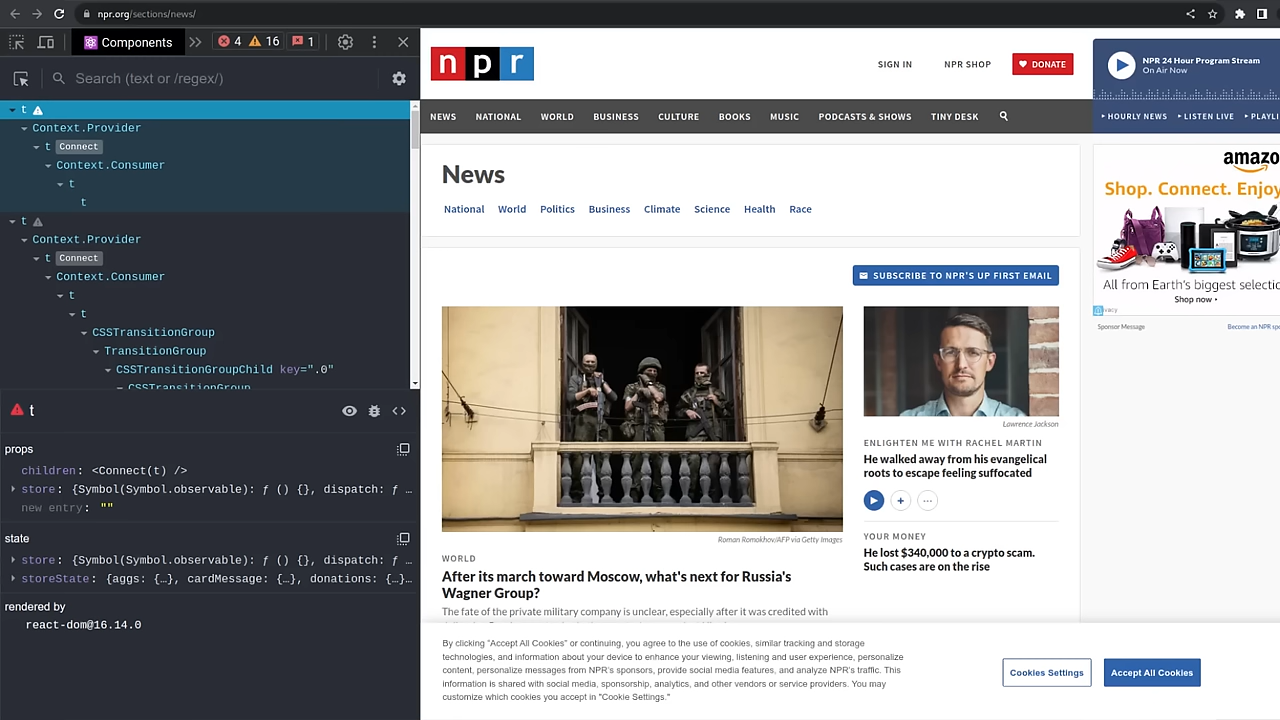 npr.org/sections/news/
Components
4
16
1
Search (text or /regex/)
t
Context.Provider
t Connect
Context.Consumer
t
t
t
Context.Provider
t Connect
Context.Consumer
t
t
CSSTransitionGroup
TransitionGroup
CSSTransitionGroupChild key=".0"
CSSTransitionGroup
t
props
children: <Connect(t) />
store: {Symbol(Symbol.observable): ƒ () {}, dispatch: ƒ …
new entry: ""
state
store: {Symbol(Symbol.observable): ƒ () {}, dispatch: ƒ …
storeState: {aggs: {…}, cardMessage: {…}, donations: {…}…
rendered by
react-dom@16.14.0
npr
SIGN IN
NPR SHOP
DONATE
NPR 24 Hour Program Stream
On Air Now
NEWS NATIONAL WORLD BUSINESS CULTURE BOOKS MUSIC PODCASTS & SHOWS TINY DESK
HOURLY NEWS LISTEN LIVE PLAYLI
News
National World Politics Business Climate Science Health Race
SUBSCRIBE TO NPR'S UP FIRST EMAIL
Roman Romokhov/AFP via Getty Images
WORLD
After its march toward Moscow, what's next for Russia's
Wagner Group?
The fate of the private military company is unclear, especially after it was credited with
Lawrence Jackson
ENLIGHTEN ME WITH RACHEL MARTIN
He walked away from his evangelical
roots to escape feeling suffocated
YOUR MONEY
He lost $340,000 to a crypto scam.
Such cases are on the rise
amazo
Shop. Connect. Enjoy
All from Earth's biggest selectio
Shop now
Sponsor Message
Become an NPR spo
By clicking "Accept All Cookies" or continuing, you agree to the use of cookies, similar tracking and storage
technologies, and information about your device to enhance your viewing, listening and user experience, personalize
content, personalize messages from NPR's sponsors, provide social media features, and analyze NPR's traffic. This
information is shared with social media, sponsorship, analytics, and other vendors or service providers. You may
customize which cookies you accept in "Cookie Settings."
Cookies Settings
Accept All Cookies